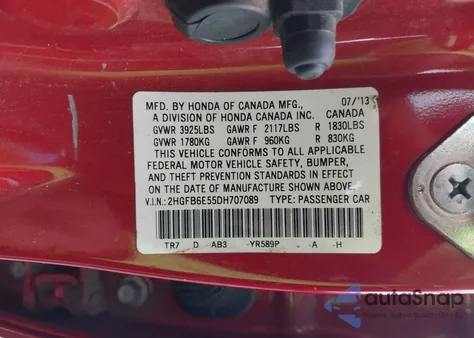 MFD. BY HONDA OF CANADA MFG., 07/'13
A DIVISION OF HONDA CANADA INC. CANADA
GVWR 3925LBS GAWR F 2117LBS R 1830LBS
GVWR 1780KG GAWR F 960KG R 830KG
THIS VEHICLE CONFORMS TO ALL APPLICABLE
FEDERAL MOTOR VEHICLE SAFETY, BUMPER,
AND THEFT PREVENTION STANDARDS IN EFFECT
ON THE DATE OF MANUFACTURE SHOWN ABOVE.
V.I.N.: 2HGFB6E55DH707089 TYPE: PASSENGER CAR
TR7 D AB3 -YR589P -A -H
autoSnap